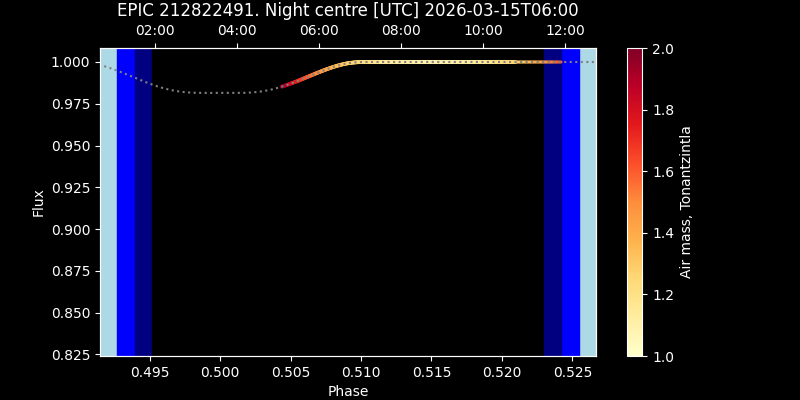 EPIC 212822491. Night centre [UTC] 2026-03-15T06:00
02:00 04:00 06:00 08:00 10:00 12:00
1.000
0.975
0.950
0.925
0.900
0.875
0.850
0.825
Flux
0.495 0.500 0.505 0.510 0.515 0.520 0.525
Phase
2.0
1.8
1.6
1.4
1.2
1.0
Air mass, Tonantzintla